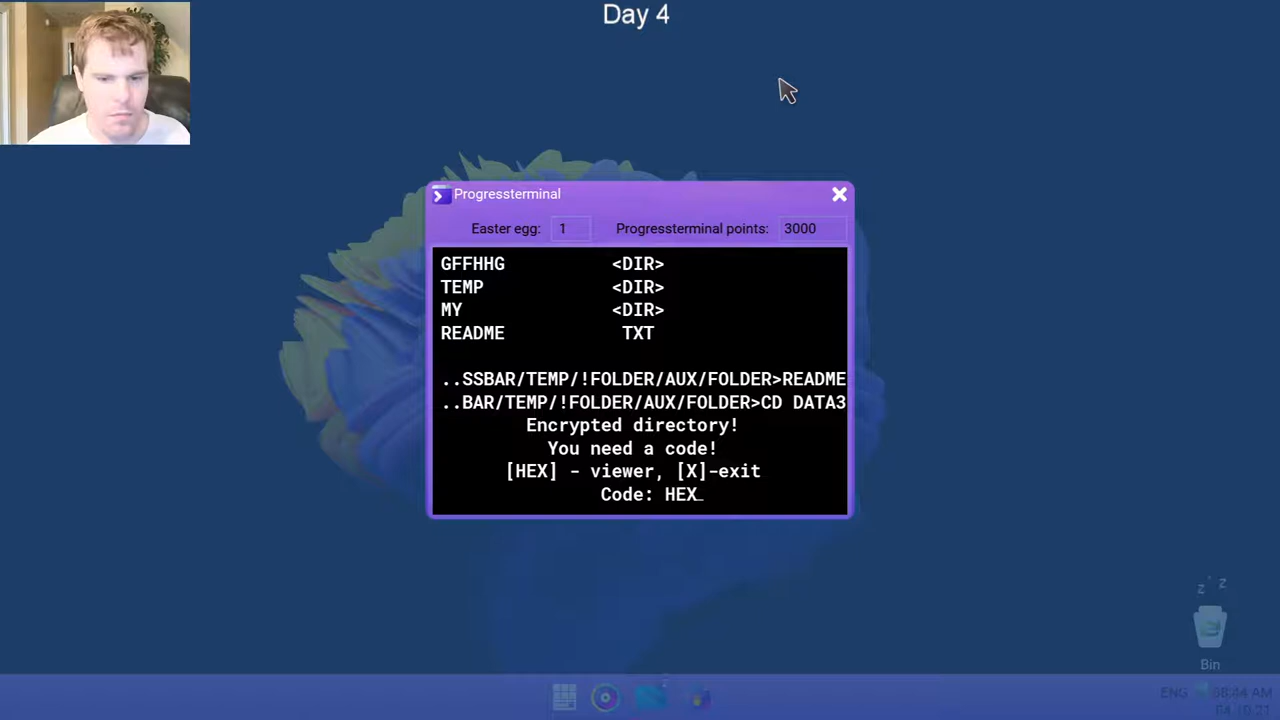 Day 4
Progressterminal
Easter egg: 1 Progressterminal points: 3000
GFFHHG <DIR>
TEMP <DIR>
MY <DIR>
README TXT
..SSBAR/TEMP/!FOLDER/AUX/FOLDER>README
..BAR/TEMP/!FOLDER/AUX/FOLDER>CD DATA3
Encrypted directory!
You need a code!
[HEX] - viewer, [X]-exit
Code: HEX_
z z
Bin
ENG